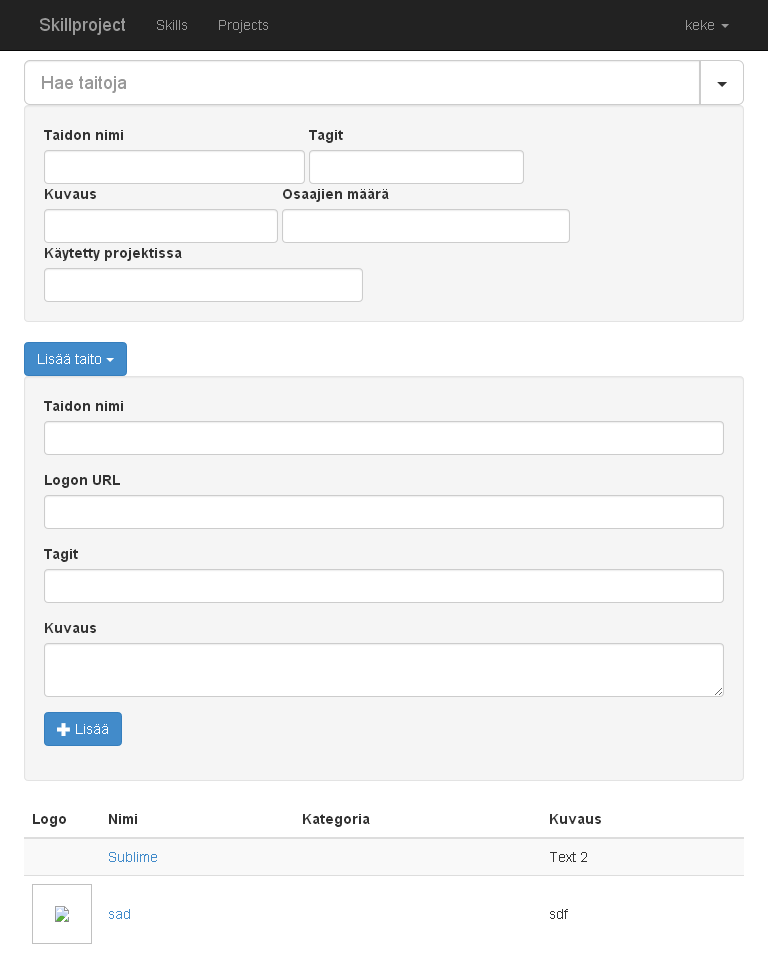 Skillproject Skills Projects keke
Hae taitoja
Taidon nimi Tagit
Kuvaus Osaajien määrä
Käytetty projektissa
Lisää taito
Taidon nimi
Logon URL
Tagit
Kuvaus
Lisää
Logo Nimi Kategoria Kuvaus
Sublime Text 2
sad sdf